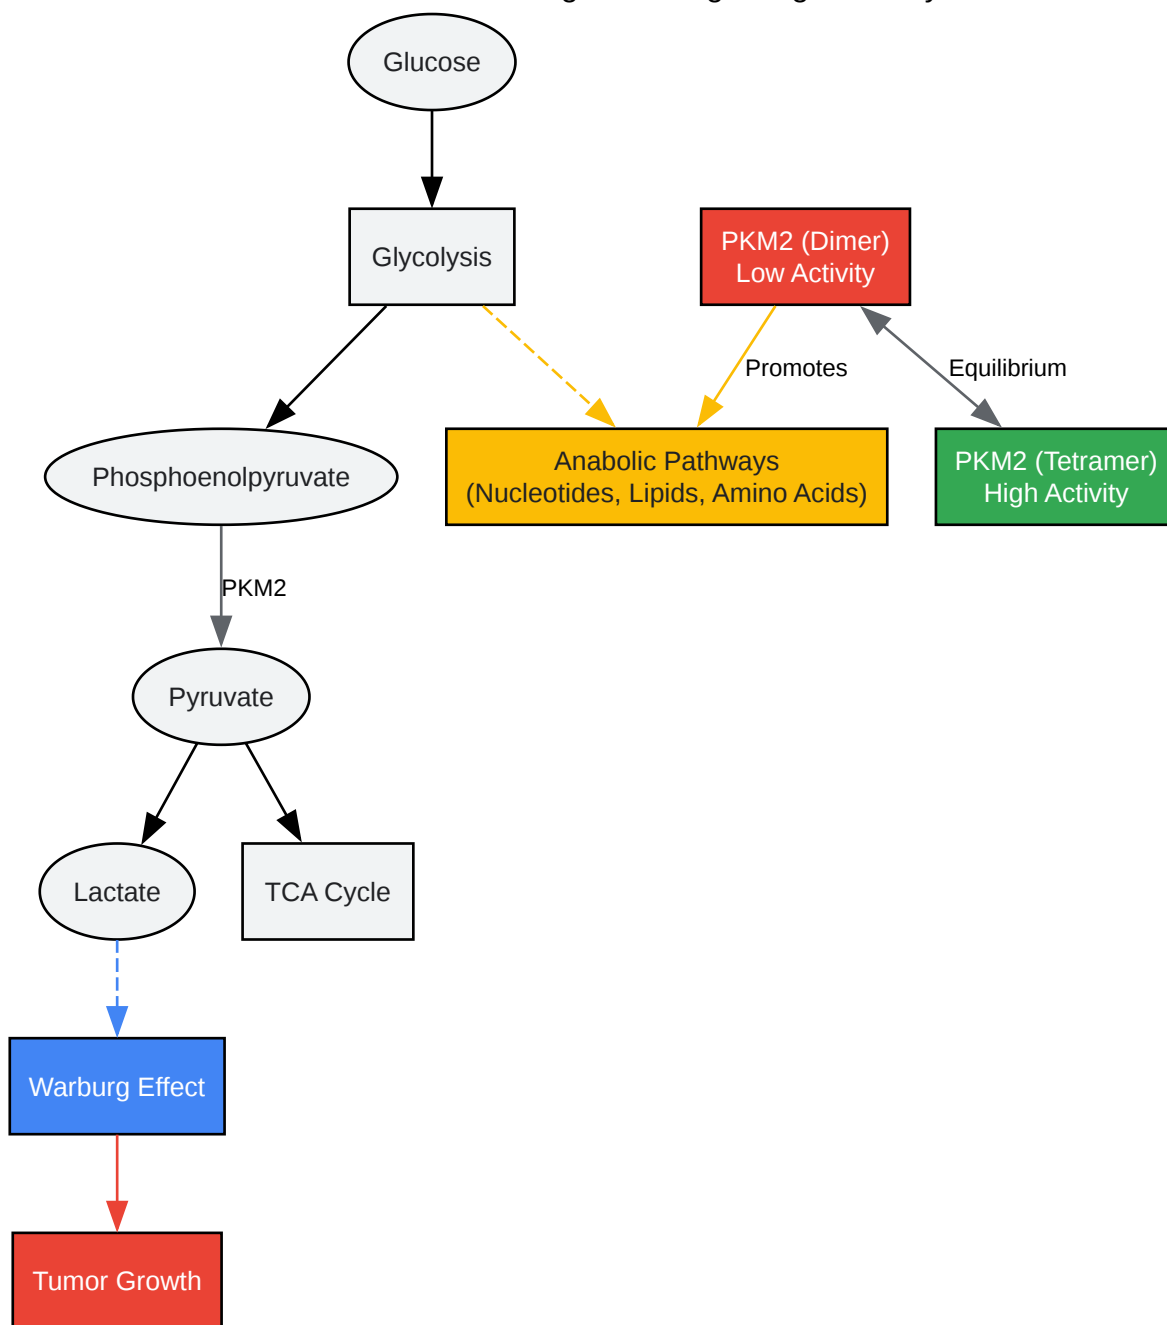 Glucose
Glycolysis
PKM2 (Dimer)
Low Activity
Promotes
Equilibrium
Phosphoenolpyruvate
Anabolic Pathways
(Nucleotides, Lipids, Amino Acids)
PKM2 (Tetramer)
High Activity
PKM2
Pyruvate
Lactate
TCA Cycle
Warburg Effect
Tumor Growth